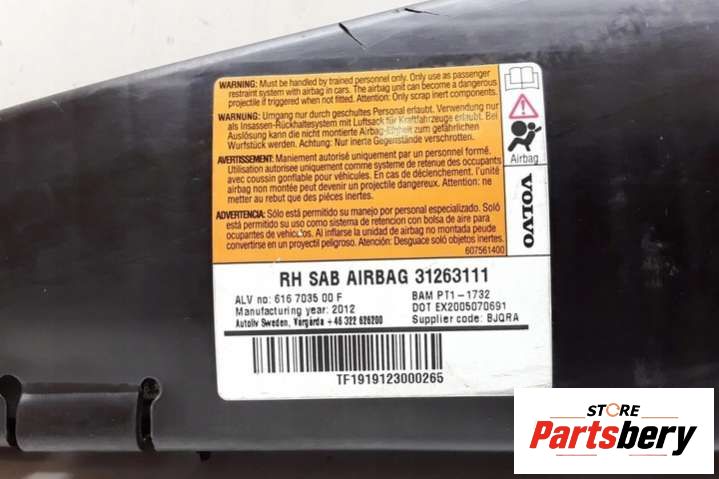 WARNING: Must be handled by trained personnel only. Only use as passenger
restraint system with airbag in cars. The airbag unit can become a dangerous
projectile if triggered when not fitted. Attention: Only scrap inert components.
WARNUNG: Umgang nur durch geschultes Personal erlaubt. Verwendung nur
als Insassen-Rückhaltesystem mit Luftsack für Kraftfahrzeuge erlaubt. Bei
Auslösung kann die nicht montierte Airbag-Einheit zum gefährlichen
Wurfstück werden. Achtung: Nur inerte Gegenstände verschrotten.
AVERTISSEMENT: Maniement autorisé uniquement par un personnel formé.
Utilisation autorisée uniquement comme système de retenue des occupants
avec coussin gonflable pour véhicules. En cas de déclenchement, l'unité
airbag non montée peut devenir un projectile dangereux. Attention: ne
mettre au rebut que des pièces inertes.
ADVERTENCIA: Sólo está permitido su manejo por personal especializado. Sólo
está permitido su uso como sistema de retención con bolsa de aire para
ocupantes de vehículos. Al inflarse la unidad de airbag no montada peude
convertirse en un proyectil peligroso. Atención: Desguace solo objetos inertes.
607561400
Airbag
VOLVO
RH SAB AIRBAG 31263111
ALV no: 616 7035 00 F
BAM PT1-1732
Manufacturing year: 2012
DOT EX2005070691
Autoliv Sweden, Vårgårda +46 322 626200
Supplier code: BJQRA
TF1919123000265
STORE
Partsbery